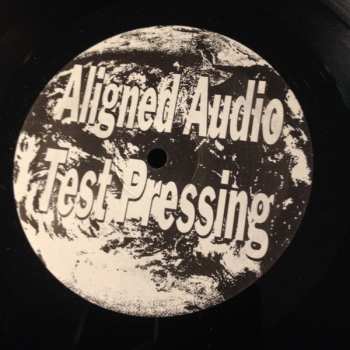 Aligned Audio
Test Pressing